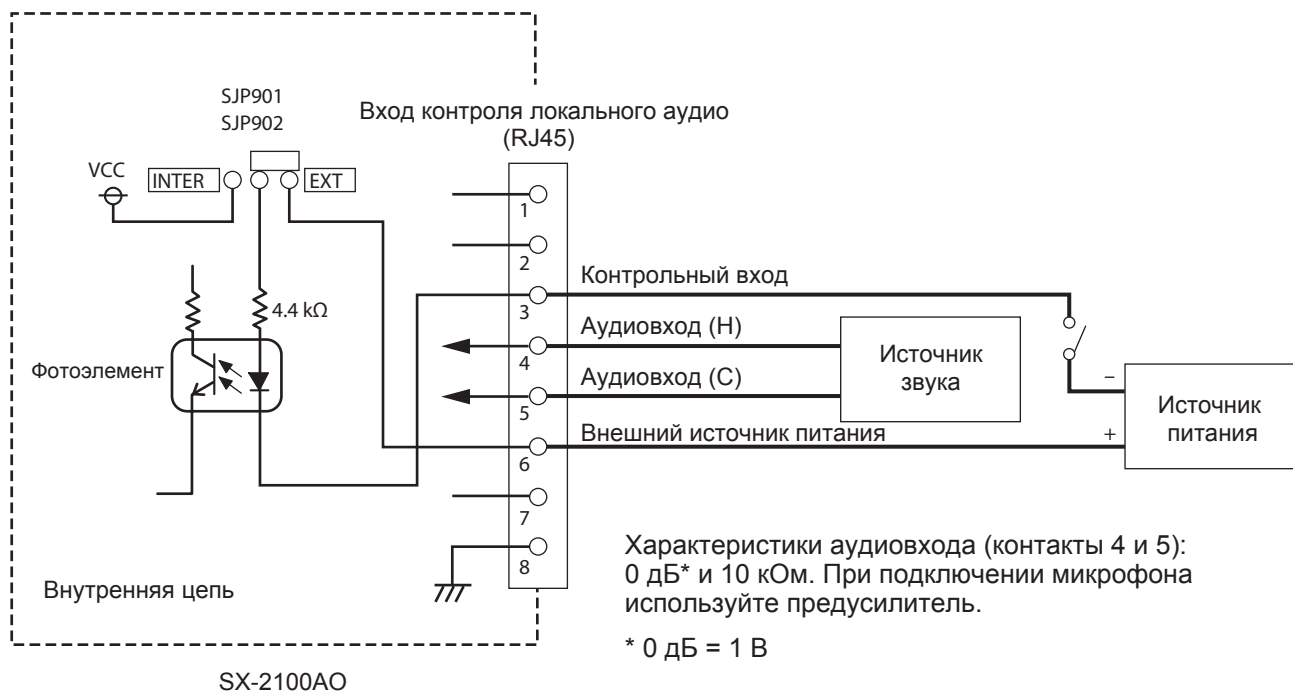 SJP901
SJP902
Вход контроля локального аудио
(RJ45)
VCC
INTER
EXT
1
2
Контрольный вход
3
4.4 kΩ
Аудиовход (H)
4
Источник
звука
Фотоэлемент
Аудиовход (C)
5
–
Источник
питания
Внешний источник питания
+
6
7
Характеристики аудиовхода (контакты 4 и 5):
0 дБ* и 10 кОм. При подключении микрофона
используйте предусилитель.
8
Внутренняя цепь
* 0 дБ = 1 В
SX-2100AO